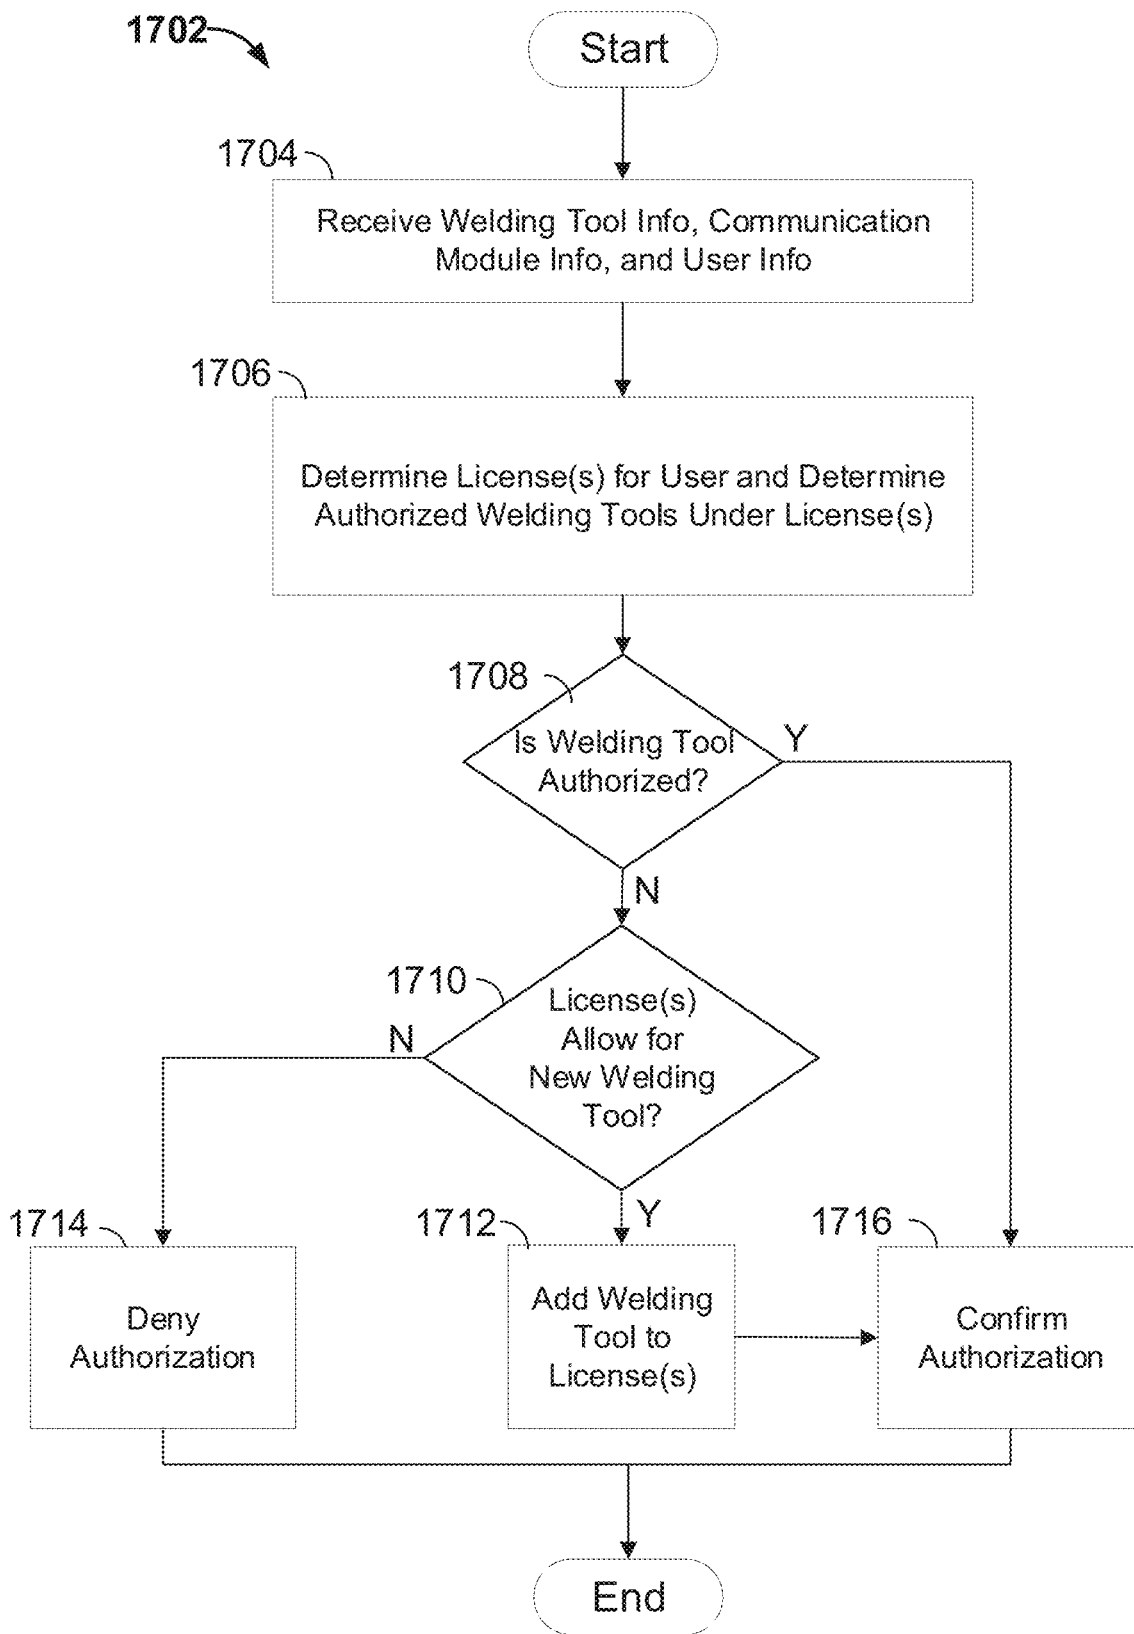 1702
Start
1704
Receive Welding Tool Info, Communication
Module Info, and User Info
1706
Determine License(s) for User and Determine
Authorized Welding Tools Under License(s)
1708
Is Welding Tool
Authorized?
Y
N
1710
License(s)
Allow for
New Welding
Tool?
N
Y
1714
Deny
Authorization
1712
Add Welding
Tool to
License(s)
1716
Confirm
Authorization
End